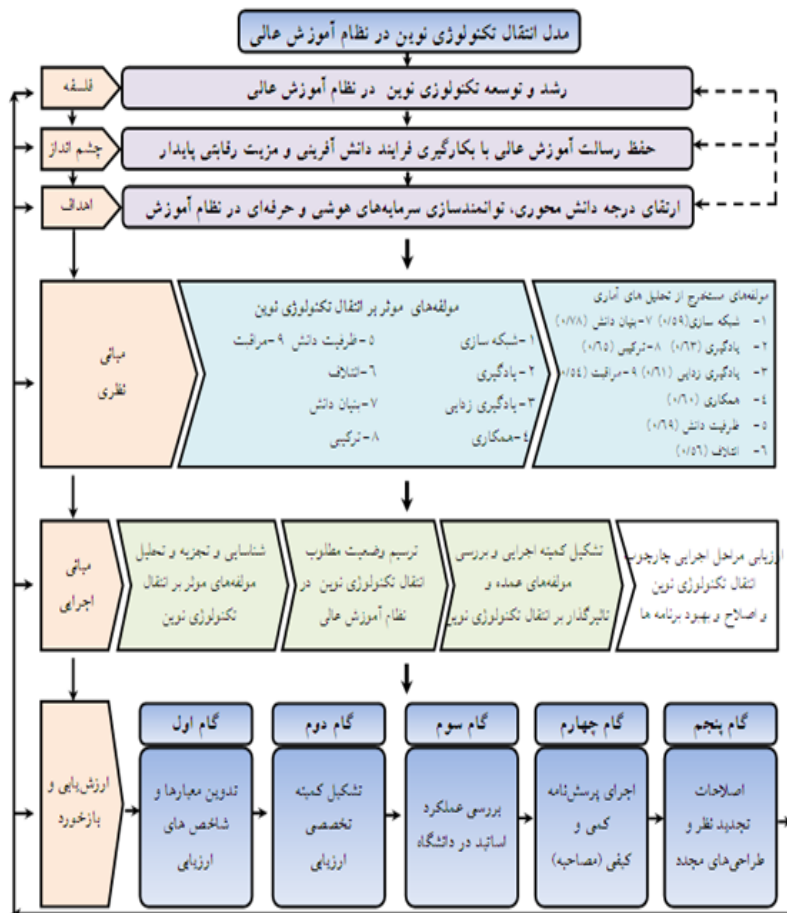 مدل انتقال تکنولوژی نوین در نظام آموزش عالی
فلسفه
رشد و توسعه تکنولوژی نوین در نظام آموزش عالی
چشم انداز
حفظ رسالت آموزش عالی با بکارگیری فرایند دانش آفرینی و مزیت رقابتی پایدار
اهداف
ارتقای درجه دانش محوری، توانمندسازی سرمایه‌های هوشی و حرفه‌ای در نظام آموزش
مبانی
نظری
مولفه‌های موثر بر انتقال تکنولوژی نوین
۱-شبکه سازی
۵-ظرفیت دانش ۹-مراقبت
۲-یادگیری
۶-ائتلاف
۳-یادگیری زدایی
۷-بنیان دانش
٤-همکاری
۸-ترکیبی
مولفه‌های مستخرج از تحلیل های آماری
۱- شبکه سازی(۰/۵۹) ۷-بنیان دانش (۰/۷۸)
۲- یادگیری (۰/۶۳) ۸-ترکیبی (۰/۶۵)
۳- یادگیری زدایی (۰/۶۱) ۹-مراقبت (۰/۵٤)
٤- همکاری (۰/۶۰)
۵- ظرفیت دانش (۰/۶۹)
۶- ائتلاف (۰/۵۶)
مبانی
اجرایی
شناسایی و تجزیه و تحلیل
مولفه‌های موثر بر انتقال
تکنولوژی نوین
ترسیم وضعیت مطلوب
انتقال تکنولوژی نوین در
نظام آموزش عالی
تشکیل کمیته اجرایی و بررسی
مولفه‌های عمده و
تاثیرگذار بر انتقال تکنولوژی نوین
ارزیابی مراحل اجرایی چارچوب
انتقال تکنولوژی نوین
و اصلاح و بهبود برنامه ها
ارزش‌یابی و
بازخورد
گام اول
تدوین معیارها و
شاخص های
ارزیابی
گام دوم
تشکیل کمیته
تخصصی
ارزیابی
گام سوم
بررسی عملکرد
اساتید در دانشگاه
گام چهارم
اجرای پرسش‌نامه
کمی و
کیفی (مصاحبه)
گام پنجم
اصلاحات
تجدید نظر و
طراحی‌های مجدد